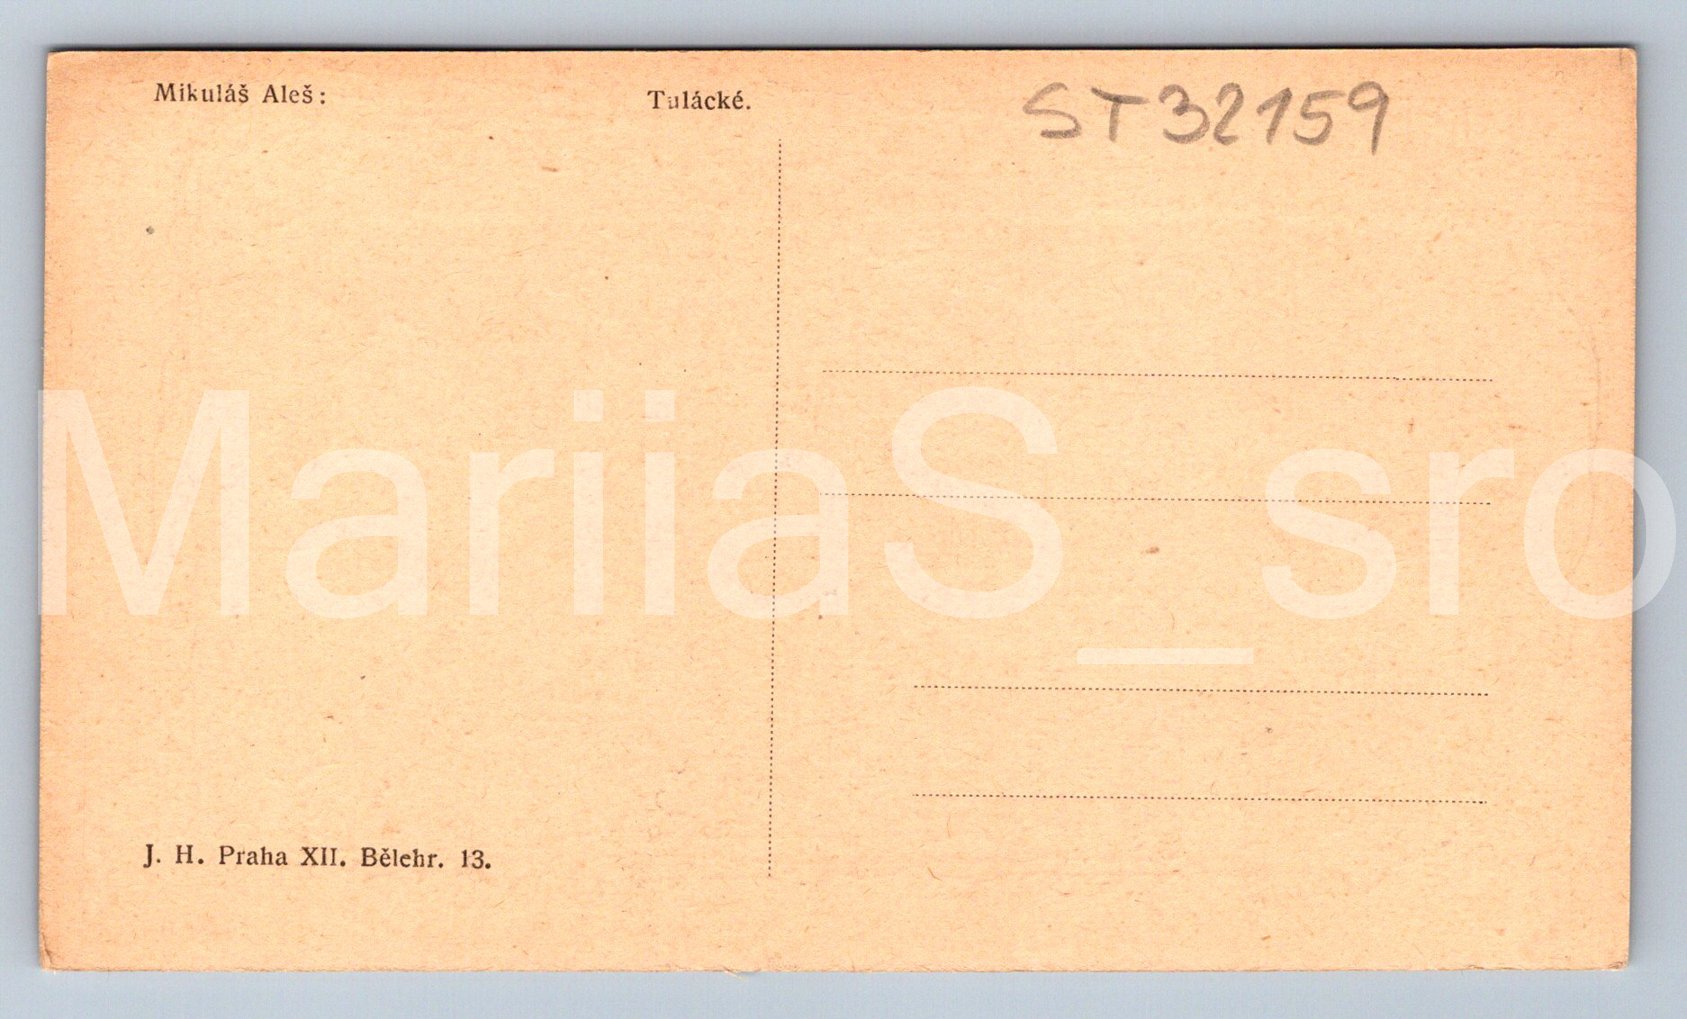 Mikuláš Aleš: Tulácké.
ST32159
MariiaS_sro
J. H. Praha XII. Bělehr. 13.